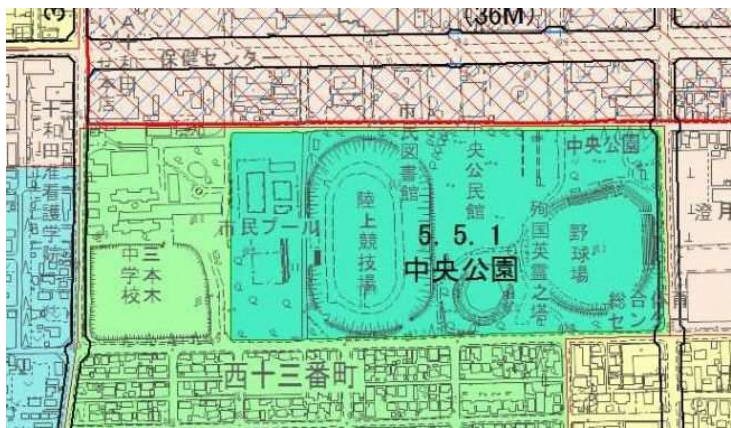 (36M)
3
保健センター
十和田准看護学院
市民図書館
中央公民館
中央公園
市民プール
陸上競技場
5.5.1
中央公園
殉国英霊之塔
野球場
澄月
三本木
中学校
総合体育
センター
西十三番町